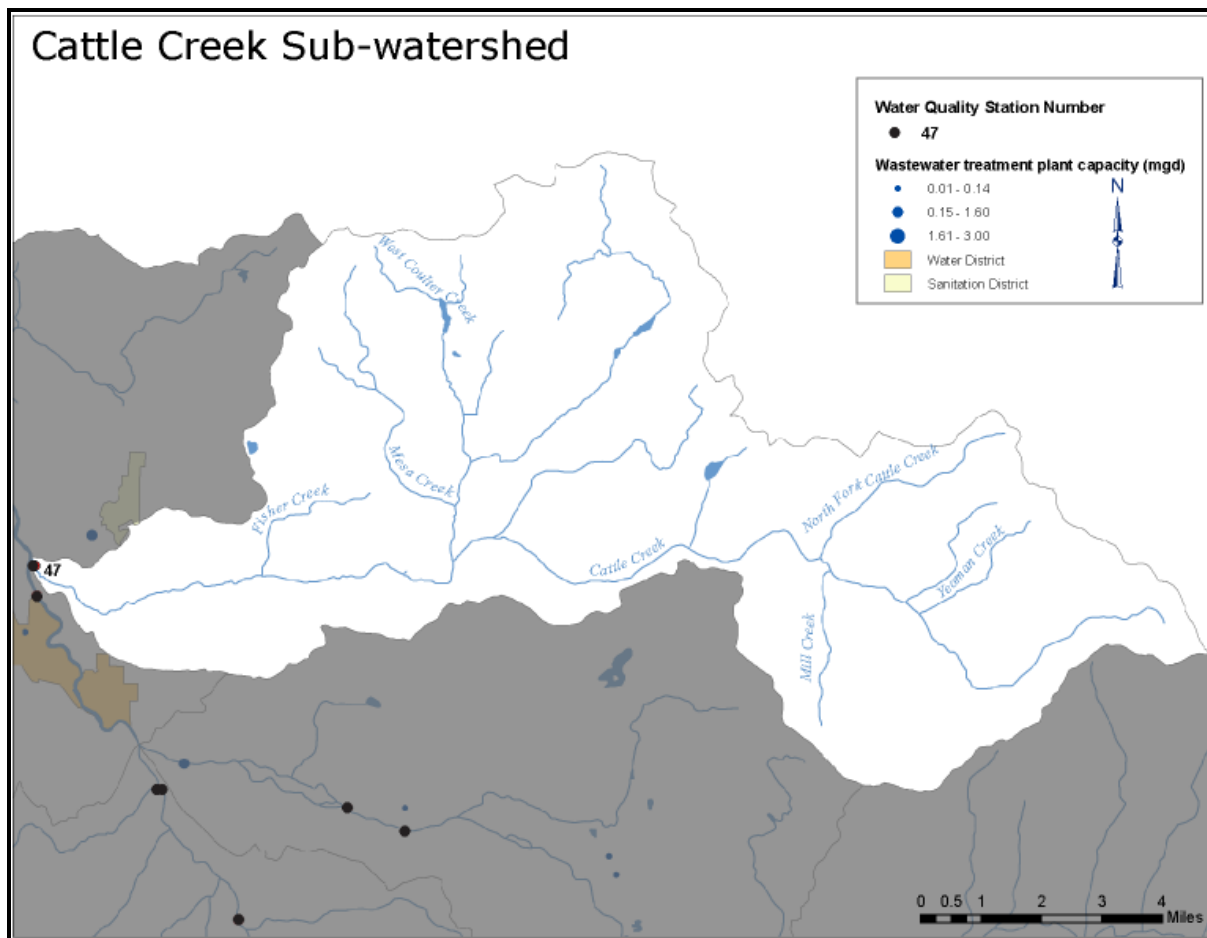 Cattle Creek Sub-watershed
Water Quality Station Number
47
Wastewater treatment plant capacity (mgd)
0.01 - 0.14
0.15 - 1.60
1.61 - 3.00
Water District
Sanitation District
N
West Coulter Creek
Mesa Creek
Fisher Creek
North Fork Cattle Creek
Cattle Creek
Yeoman Creek
Mill Creek
47
0 0.5 1 2 3 4
Miles